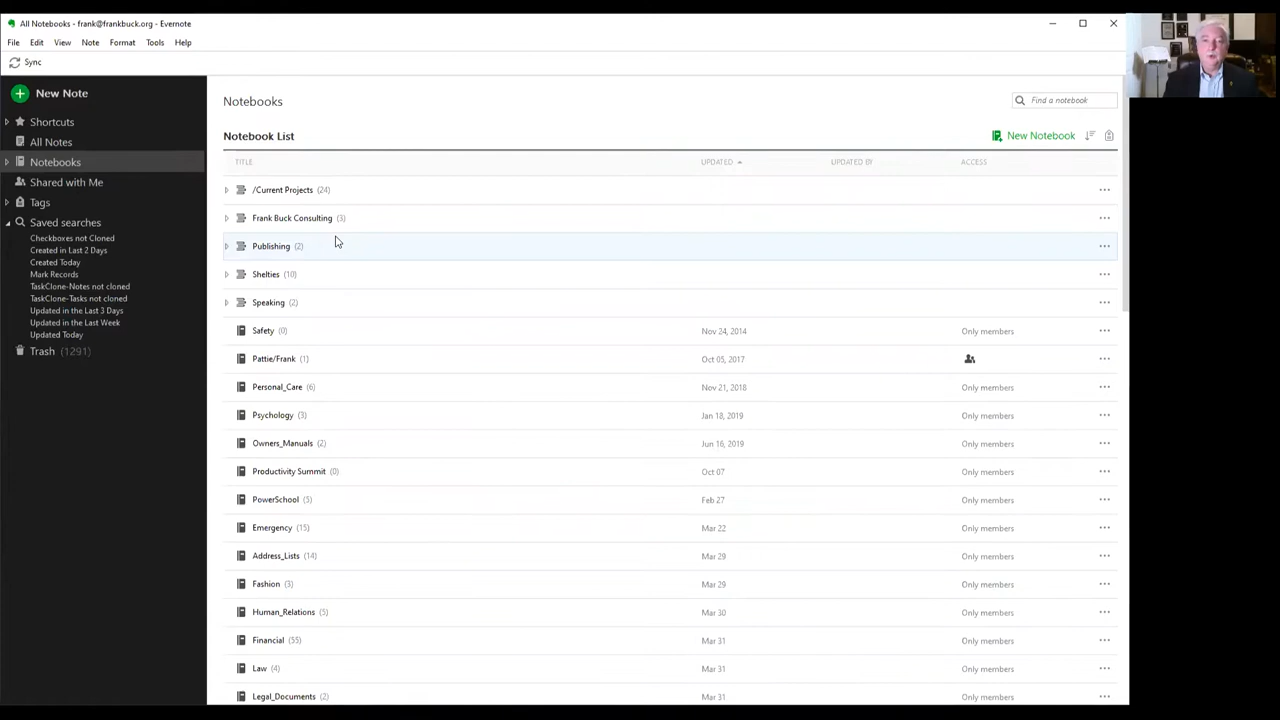 All Notebooks - frank@frankbuck.org - Evernote
File Edit View Note Format Tools Help
Sync
New Note
Shortcuts
All Notes
Notebooks
Shared with Me
Tags
Saved searches
Checkboxes not Cloned
Created in Last 2 Days
Created Today
Mark Records
TaskClone-Notes not cloned
TaskClone-Tasks not cloned
Updated in the Last 3 Days
Updated in the Last Week
Updated Today
Trash (1291)
Notebooks
Find a notebook
Notebook List
New Notebook
TITLE UPDATED UPDATED BY ACCESS
/Current Projects (24)
Frank Buck Consulting (3)
Publishing (2)
Shelties (10)
Speaking (2)
Safety (0) Nov 24, 2014 Only members
Pattie/Frank (1) Oct 05, 2017
Personal_Care (6) Nov 21, 2018 Only members
Psychology (3) Jan 18, 2019 Only members
Owners_Manuals (2) Jun 16, 2019 Only members
Productivity Summit (0) Oct 07 Only members
PowerSchool (5) Feb 27 Only members
Emergency (15) Mar 22 Only members
Address_Lists (14) Mar 29 Only members
Fashion (3) Mar 29 Only members
Human_Relations (5) Mar 30 Only members
Financial (55) Mar 31 Only members
Law (4) Mar 31 Only members
Legal_Documents (2) Mar 31 Only members